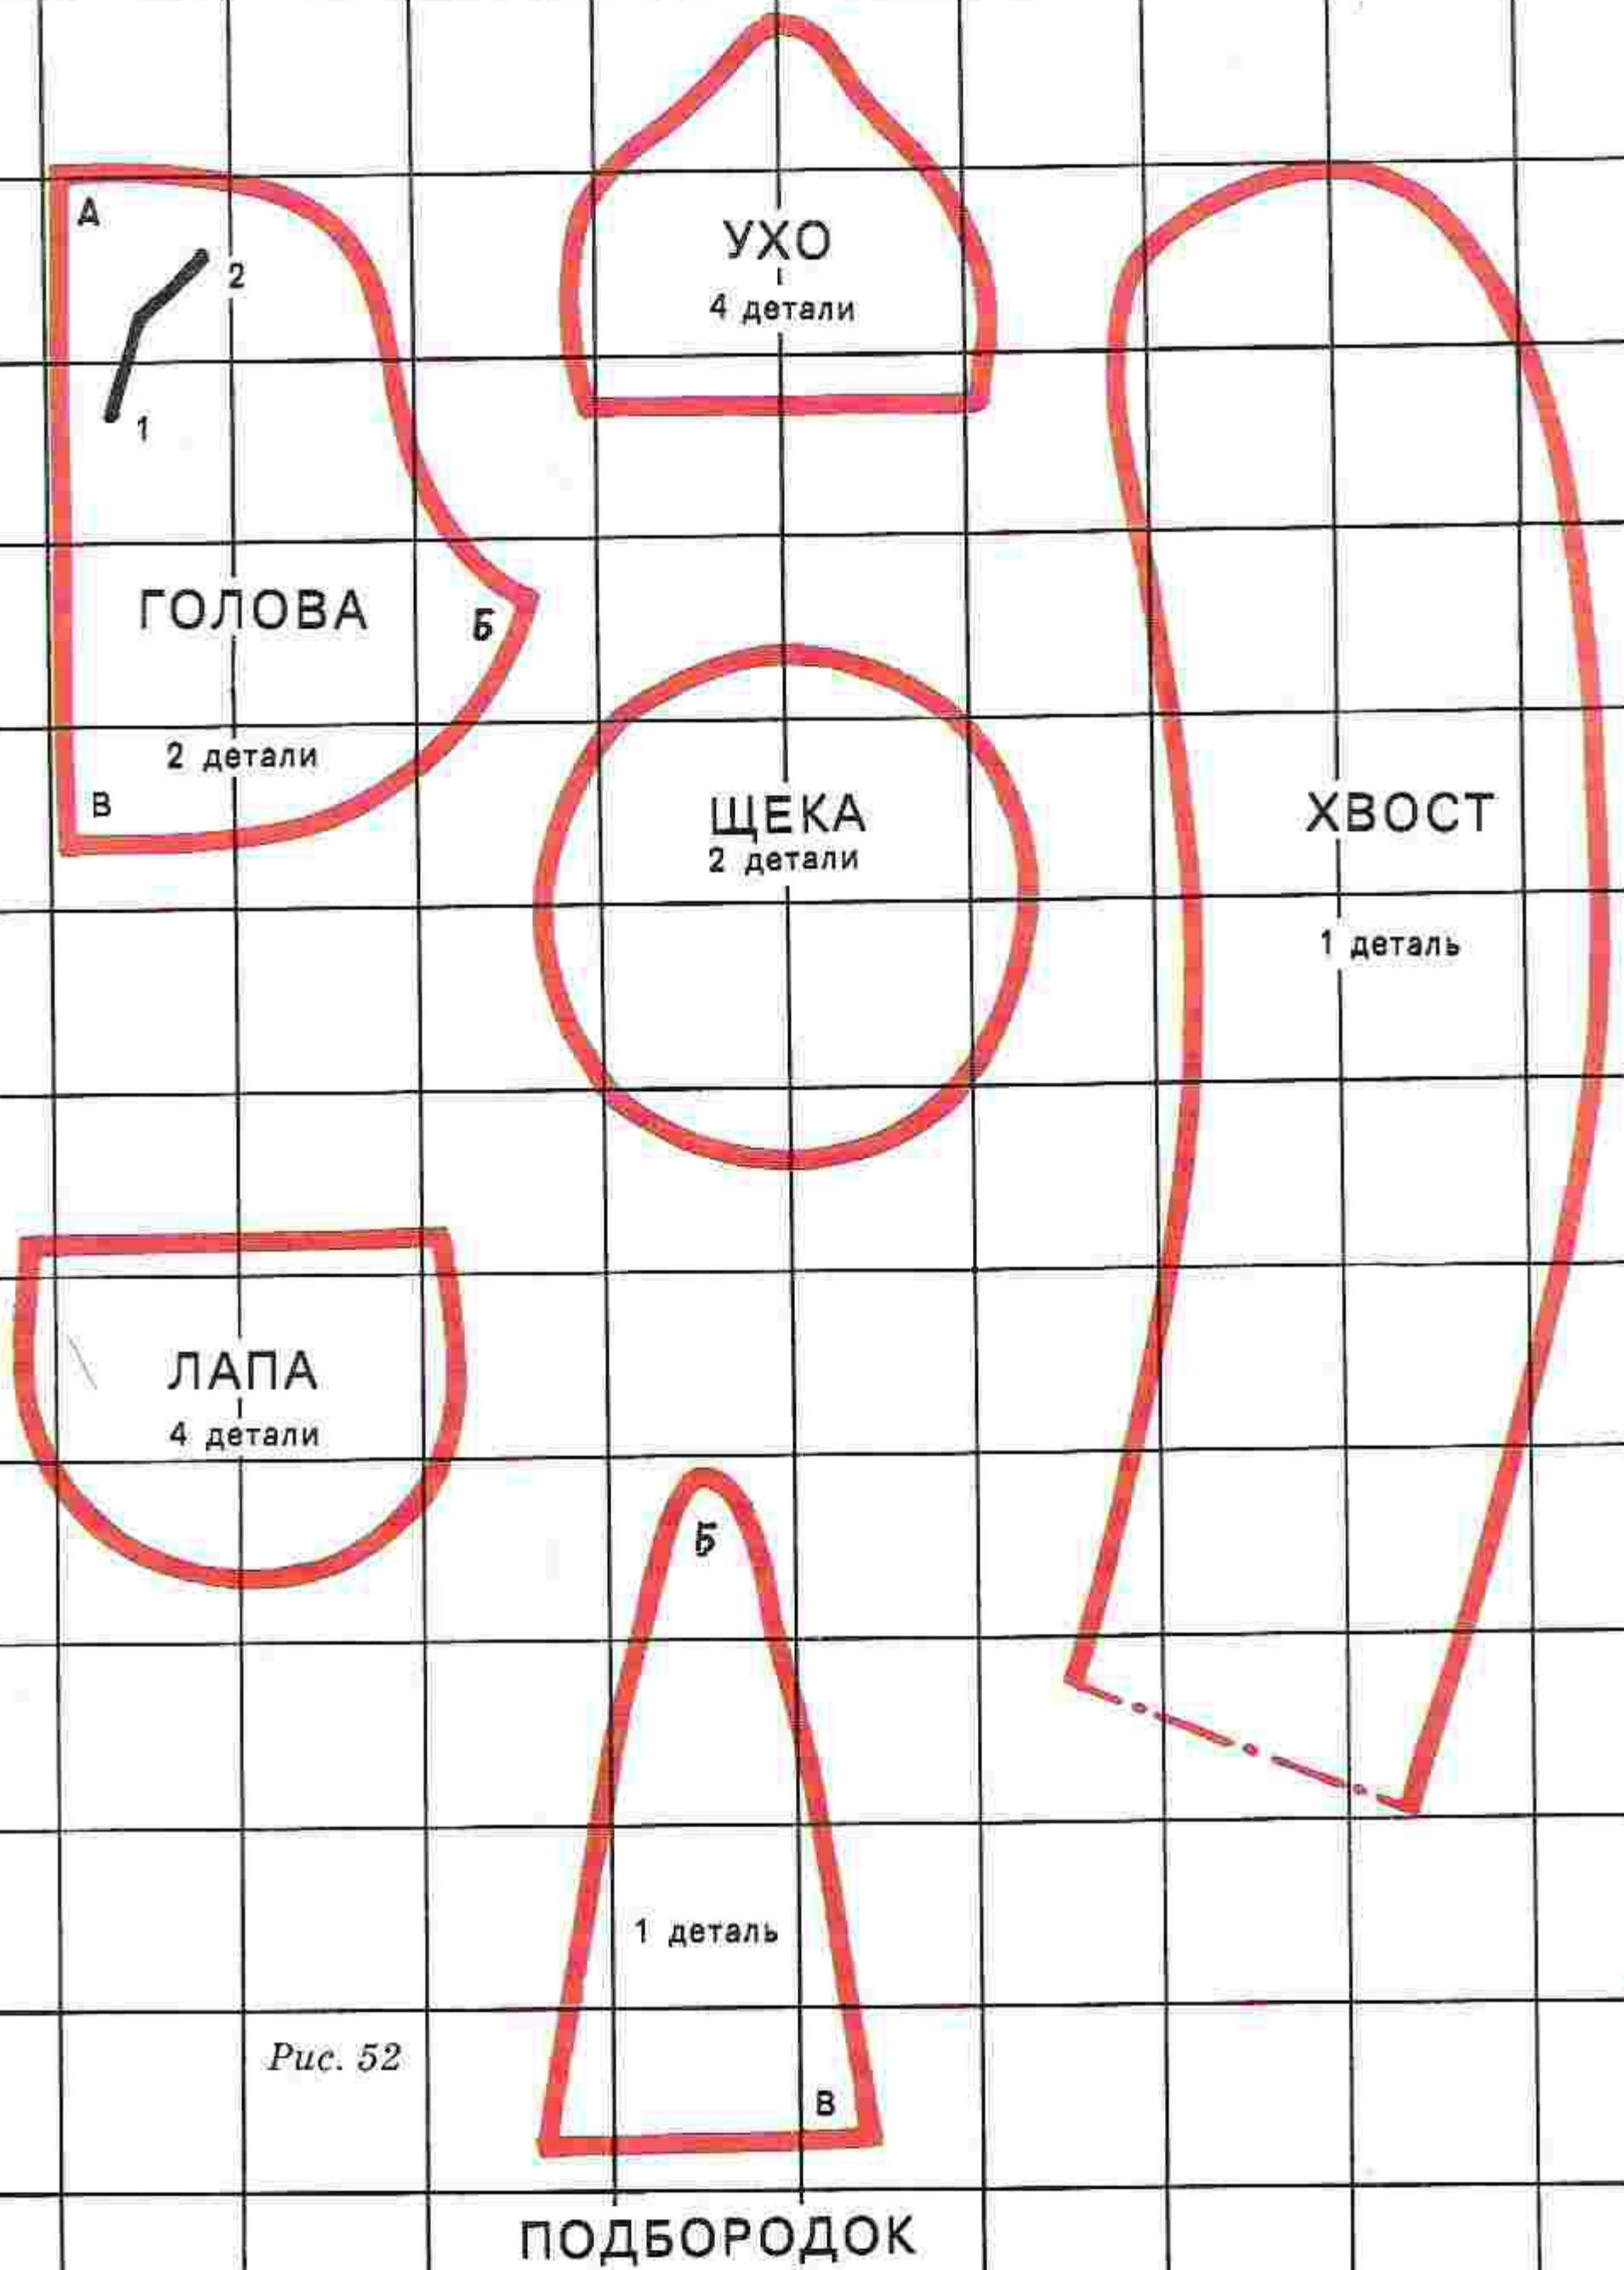 А
2
1
ГОЛОВА
Б
2 детали
В
УХО
4 детали
ЩЕКА
2 детали
ХВОСТ
1 деталь
ЛАПА
4 детали
Б
1 деталь
В
Рис. 52
ПОДБОРОДОК